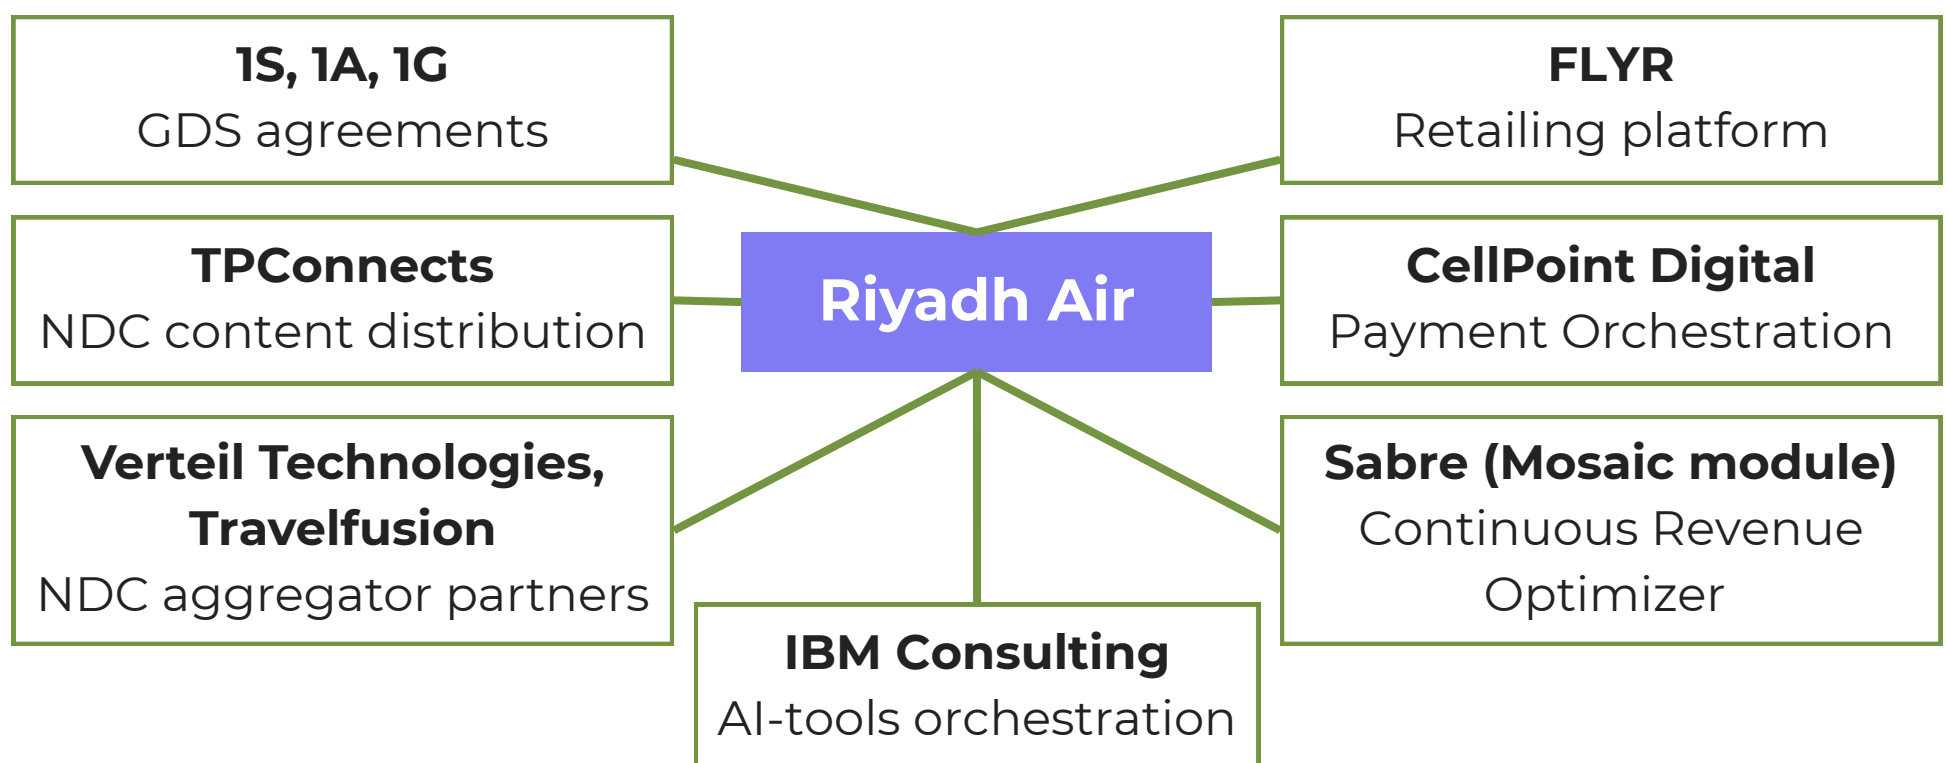 1S, 1A, 1G
GDS agreements
TPConnects
NDC content distribution
Verteil Technologies,
Travelfusion
NDC aggregator partners
Riyadh Air
IBM Consulting
AI-tools orchestration
FLYR
Retailing platform
CellPoint Digital
Payment Orchestration
Sabre (Mosaic module)
Continuous Revenue
Optimizer